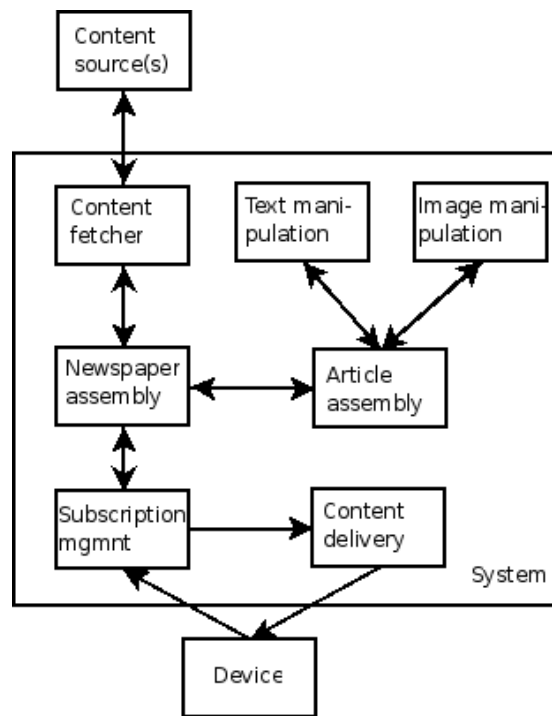 Content
source(s)
Content
fetcher
Text mani-
pulation
Image mani-
pulation
Newspaper
assembly
Article
assembly
Subscription
mgmnt
Content
delivery
System
Device